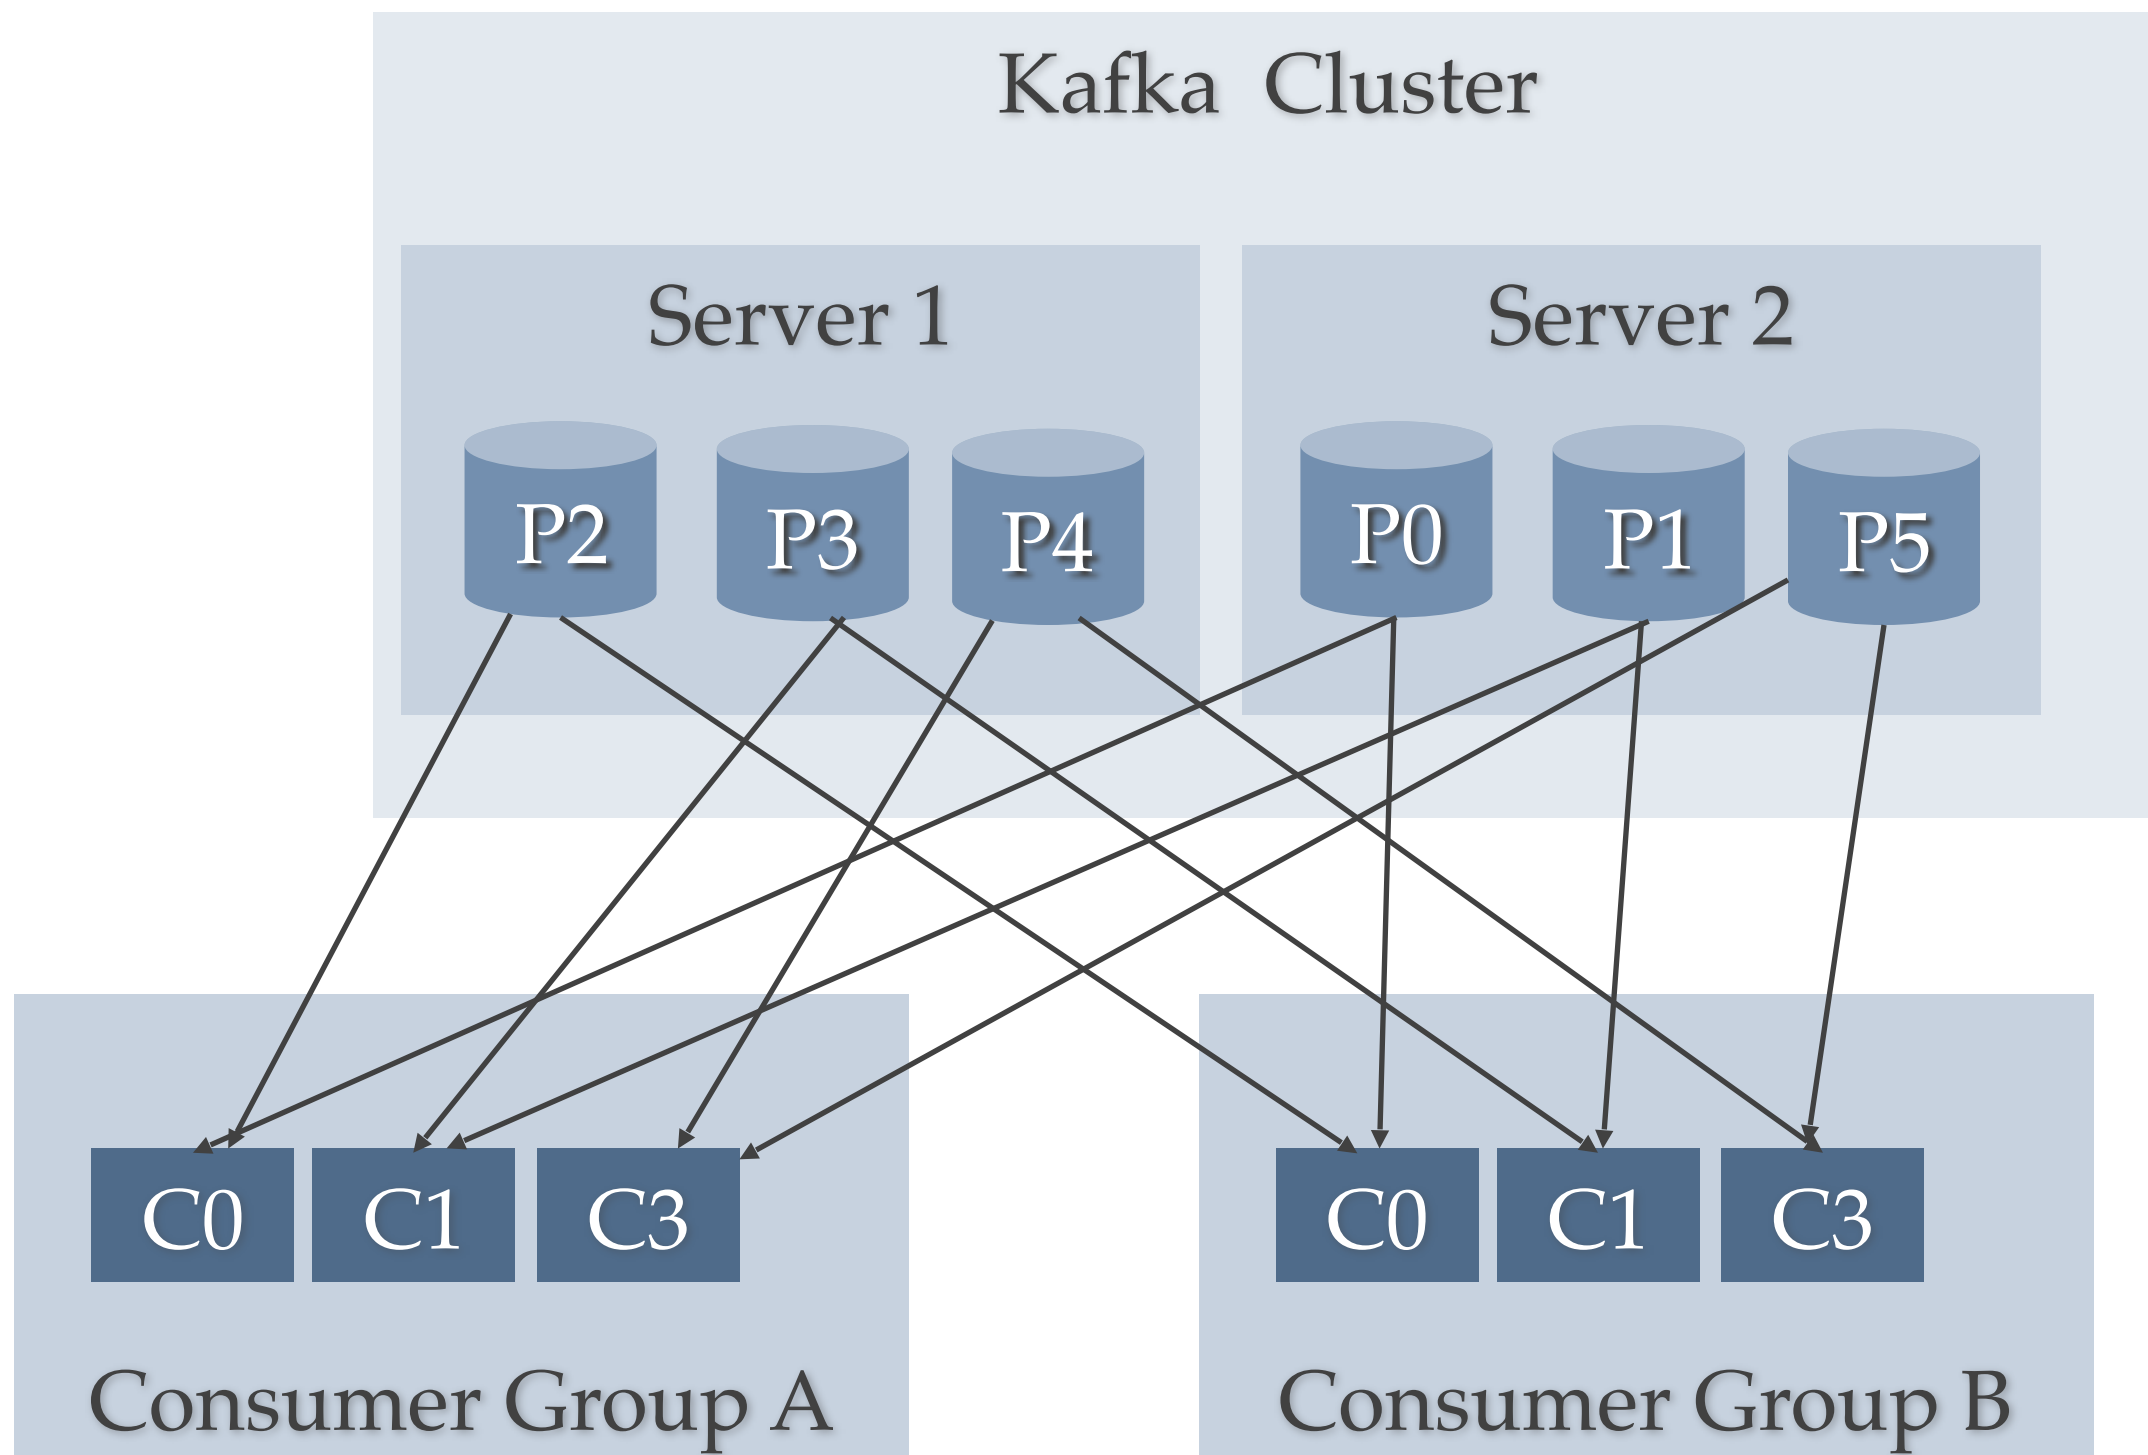 Kafka Cluster
Server 1
Server 2
P2
P3
P4
P0
P1
P5
C0
C1
C3
C0
C1
C3
Consumer Group A
Consumer Group B